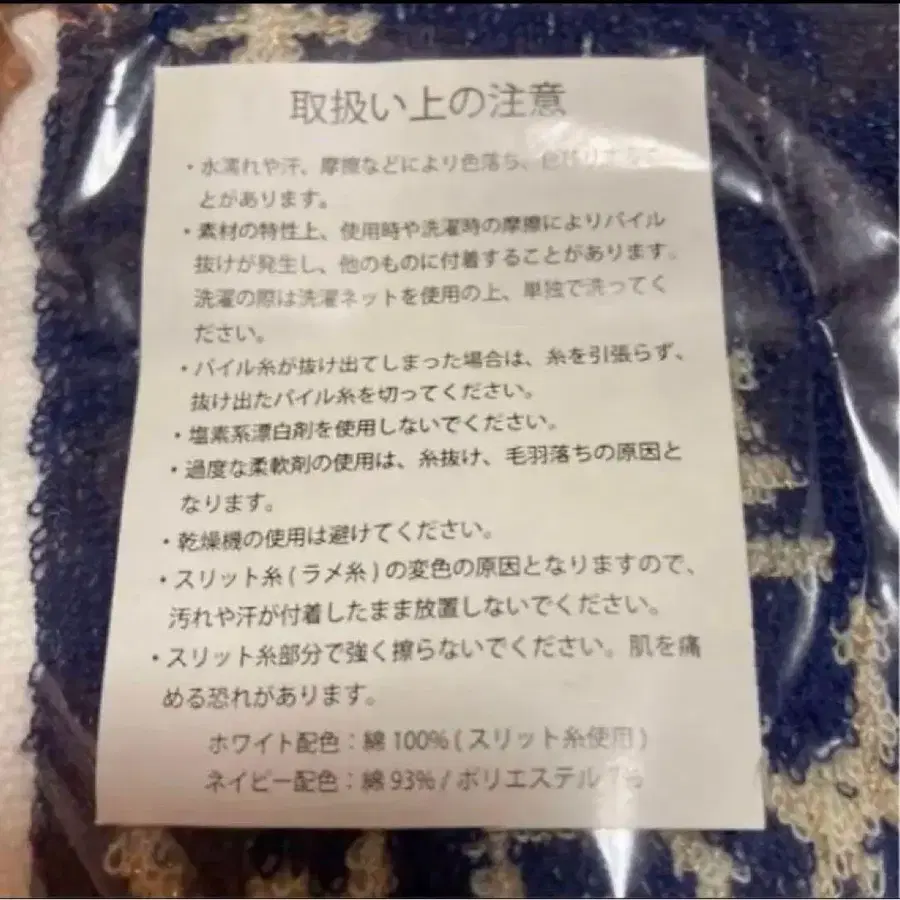 取扱い上の注意
・水濡れや汗、摩擦などにより色落ち、色移りするこ
とがあります。
・素材の特性上、使用時や洗濯時の摩擦によりパイル
抜けが発生し、他のものに付着することがあります。
洗濯の際は洗濯ネットを使用の上、単独で洗ってく
ださい。
・パイル糸が抜け出てしまった場合は、糸を引張らず、
抜け出たパイル糸を切ってください。
・塩素系漂白剤を使用しないでください。
・過度な柔軟剤の使用は、糸抜け、毛羽落ちの原因と
なります。
・乾燥機の使用は避けてください。
・スリット糸(ラメ糸)の変色の原因となりますので、
汚れや汗が付着したまま放置しないでください。
・スリット糸部分で強く擦らないでください。肌を痛
める恐れがあります。
ホワイト配色：綿 100% ( スリット糸使用 )
ネイビー配色：綿 93% / ポリエステル 7%